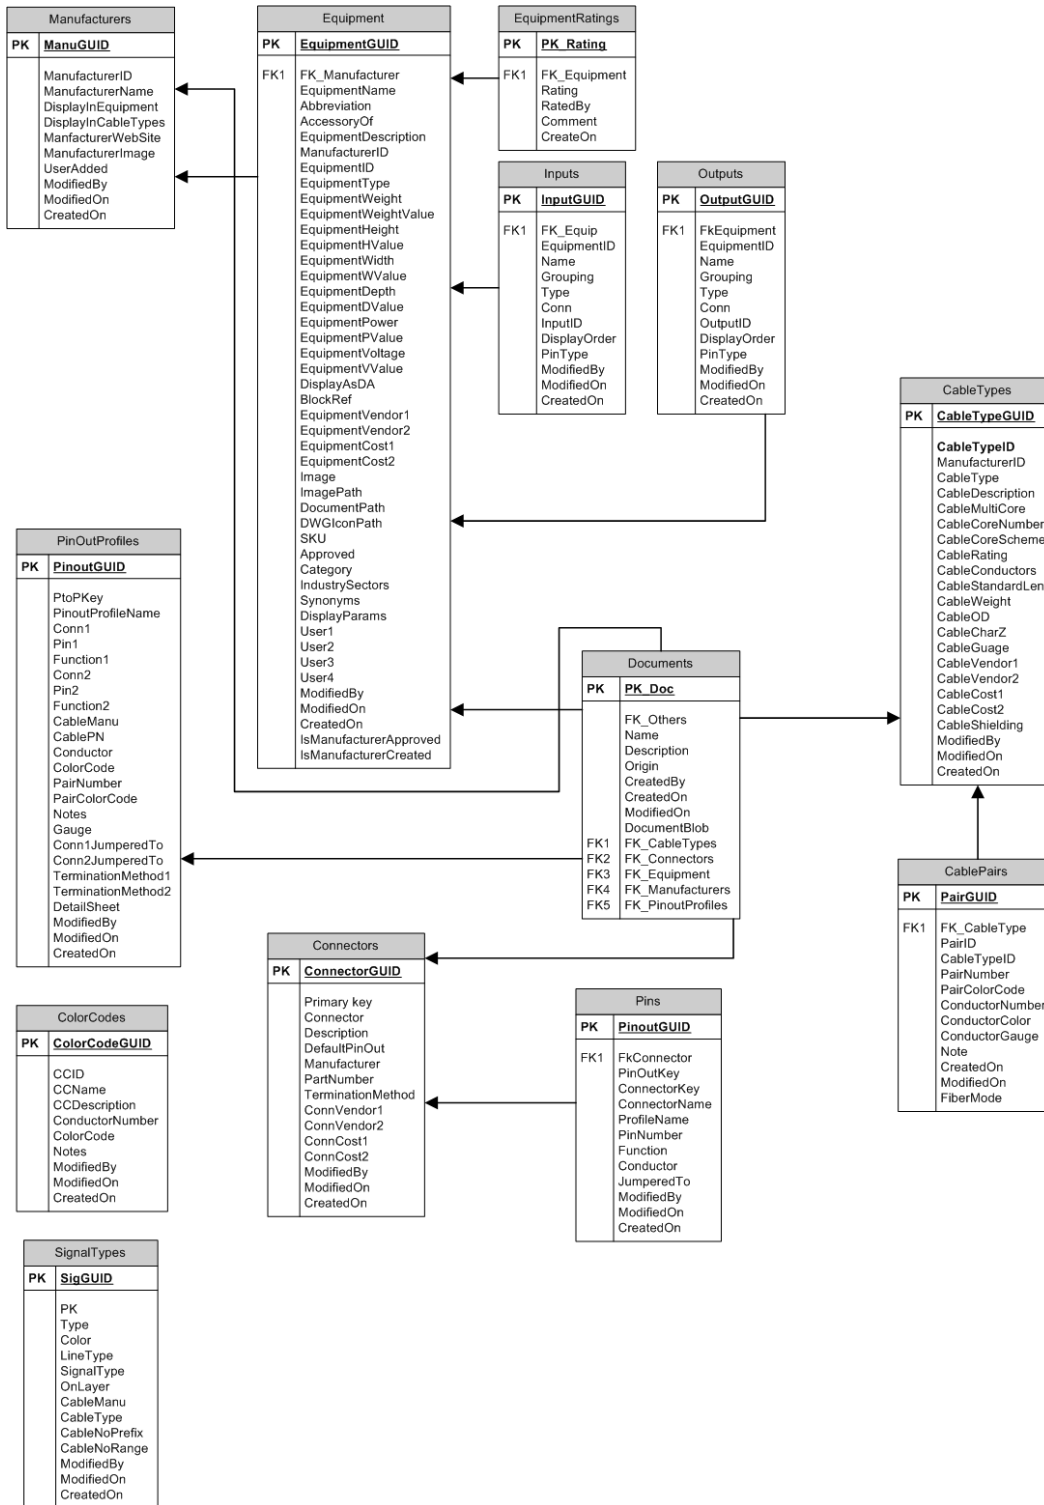 Manufacturers
PK ManuGUID
ManufacturerID
ManufacturerName
DisplayInEquipment
DisplayInCableTypes
ManfacturerWebSite
ManufacturerImage
UserAdded
ModifiedBy
ModifiedOn
CreatedOn
Equipment
PK EquipmentGUID
FK1 FK_Manufacturer
EquipmentName
Abbreviation
AccessoryOf
EquipmentDescription
ManufacturerID
EquipmentID
EquipmentType
EquipmentWeight
EquipmentWeightValue
EquipmentHeight
EquipmentHValue
EquipmentWidth
EquipmentWValue
EquipmentDepth
EquipmentDValue
EquipmentPower
EquipmentPValue
EquipmentVoltage
EquipmentVValue
DisplayAsDA
BlockRef
EquipmentVendor1
EquipmentVendor2
EquipmentCost1
EquipmentCost2
Image
ImagePath
DocumentPath
DWGIconPath
SKU
Approved
Category
IndustrySectors
Synonyms
DisplayParams
User1
User2
User3
User4
ModifiedBy
ModifiedOn
CreatedOn
IsManufacturerApproved
IsManufacturerCreated
EquipmentRatings
PK PK_Rating
FK1 FK_Equipment
Rating
RatedBy
Comment
CreateOn
Inputs
PK InputGUID
FK1 FK_Equip
EquipmentID
Name
Grouping
Type
Conn
InputID
DisplayOrder
PinType
ModifiedBy
ModifiedOn
CreatedOn
Outputs
PK OutputGUID
FK1 FkEquipment
EquipmentID
Name
Grouping
Type
Conn
OutputID
DisplayOrder
PinType
ModifiedBy
ModifiedOn
CreatedOn
CableTypes
PK CableTypeGUID
CableTypeID
ManufacturerID
CableType
CableDescription
CableMultiCore
CableCoreNumber
CableCoreScheme
CableRating
CableConductors
CableStandardLen
CableWeight
CableOD
CableCharZ
CableGuage
CableVendor1
CableVendor2
CableCost1
CableCost2
CableShielding
ModifiedBy
ModifiedOn
CreatedOn
PinOutProfiles
PK PinoutGUID
PtoPKey
PinoutProfileName
Conn1
Pin1
Function1
Conn2
Pin2
Function2
CableManu
CablePN
Conductor
ColorCode
PairNumber
PairColorCode
Notes
Gauge
Conn1JumperedTo
Conn2JumperedTo
TerminationMethod1
TerminationMethod2
DetailSheet
ModifiedBy
ModifiedOn
CreatedOn
Documents
PK PK_Doc
FK_Others
Name
Description
Origin
CreatedBy
CreatedOn
ModifiedOn
DocumentBlob
FK1 FK_CableTypes
FK2 FK_Connectors
FK3 FK_Equipment
FK4 FK_Manufacturers
FK5 FK_PinoutProfiles
CablePairs
PK PairGUID
FK1 FK_CableType
PairID
CableTypeID
PairNumber
PairColorCode
ConductorNumber
ConductorColor
ConductorGauge
Note
CreatedOn
ModifiedOn
FiberMode
Connectors
PK ConnectorGUID
Primary key
Connector
Description
DefaultPinOut
Manufacturer
PartNumber
TerminationMethod
ConnVendor1
ConnVendor2
ConnCost1
ConnCost2
ModifiedBy
ModifiedOn
CreatedOn
Pins
PK PinoutGUID
FK1 FkConnector
PinOutKey
ConnectorKey
ConnectorName
ProfileName
PinNumber
Function
Conductor
JumperedTo
ModifiedBy
ModifiedOn
CreatedOn
ColorCodes
PK ColorCodeGUID
CCID
CCName
CCDescription
ConductorNumber
ColorCode
Notes
ModifiedBy
ModifiedOn
CreatedOn
SignalTypes
PK SigGUID
PK
Type
Color
LineType
SignalType
OnLayer
CableManu
CableType
CableNoPrefix
CableNoRange
ModifiedBy
ModifiedOn
CreatedOn